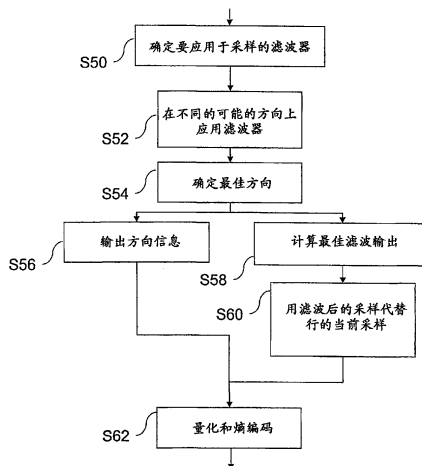 确定要应用于采样的滤波器
S50
在不同的可能的方向上
应用滤波器
S52
确定最佳方向
S54
输出方向信息
S56
计算最佳滤波输出
S58
用滤波后的采样代替
行的当前采样
S60
量化和熵编码
S62